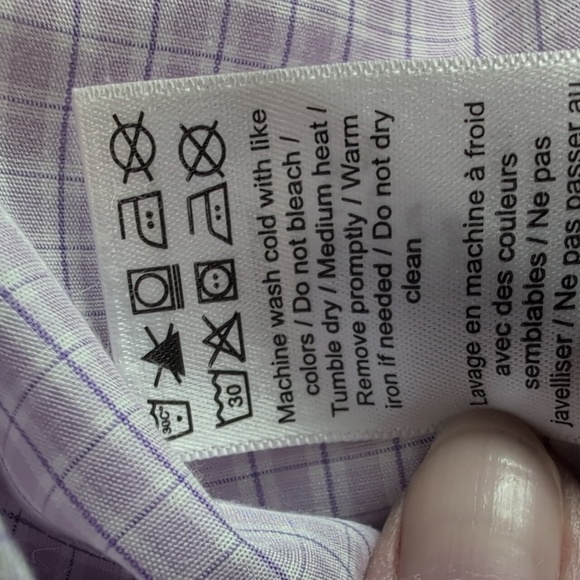 30C°
30
Machine wash cold with like
colors / Do not bleach /
Tumble dry / Medium heat /
Remove promptly / Warm
iron if needed / Do not dry
clean
Lavage en machine à froid
avec des couleurs
semblables / Ne pas
javelliser / Ne pas passer au